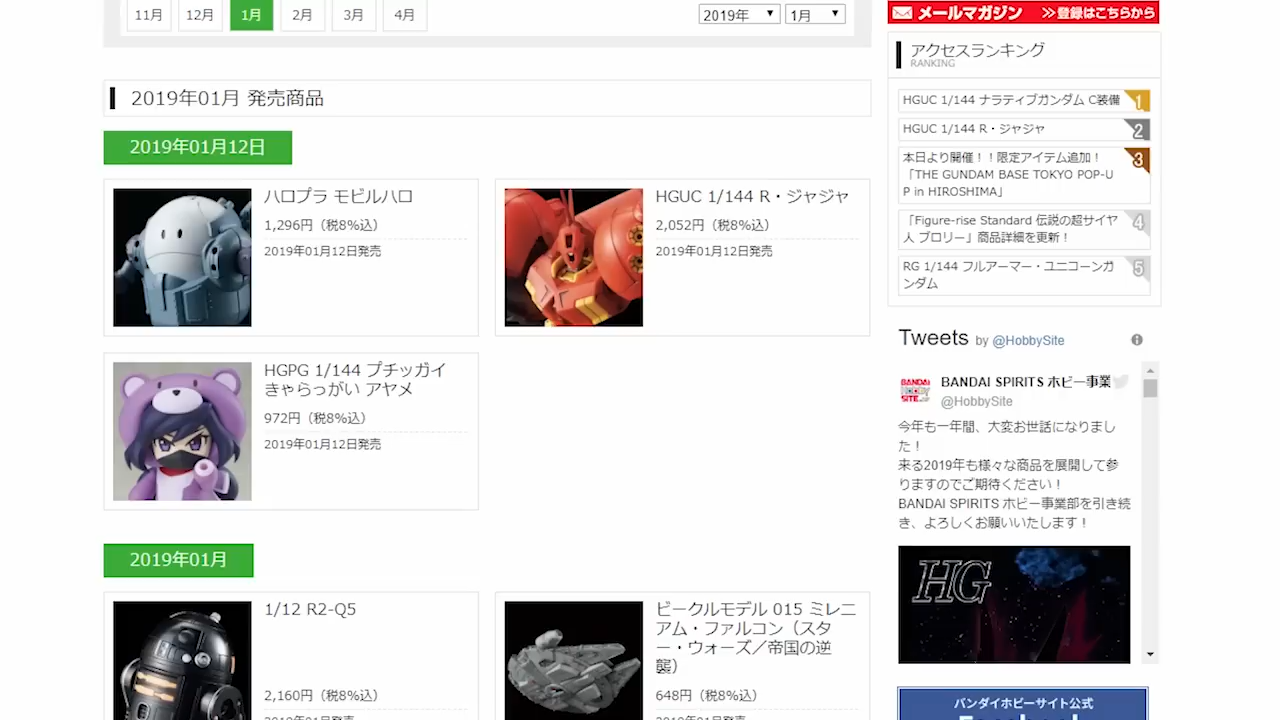 11月 12月 1月 2月 3月 4月
2019年 1月
2019年01月 発売商品
2019年01月12日
ハロプラ モビルハロ
1,296円（税8%込）
2019年01月12日発売
HGUC 1/144 R・ジャジャ
2,052円（税8%込）
2019年01月12日発売
HGPG 1/144 プチッガイ
きゃらっがい アヤメ
972円（税8%込）
2019年01月12日発売
2019年01月
1/12 R2-Q5
2,160円（税8%込）
ビークルモデル 015 ミレニ
アム・ファルコン（スタ
ー・ウォーズ／帝国の逆
襲）
648円（税8%込）
メールマガジン ≫登録はこちらから
アクセスランキング
RANKING
HGUC 1/144 ナラティブガンダム C装備
1
HGUC 1/144 R・ジャジャ
2
本日より開催！！限定アイテム追加！
「THE GUNDAM BASE TOKYO POP-U
P in HIROSHIMA」
3
「Figure-rise Standard 伝説の超サイヤ
人 ブロリー」商品詳細を更新！
4
RG 1/144 フルアーマー・ユニコーンガ
ンダム
5
Tweets by @HobbySite
BANDAI HOBBY SITE
BANDAI SPIRITS ホビー事業
@HobbySite
今年も一年間、大変お世話になりまし
た！
来る2019年も様々な商品を展開して参
りますのでご期待ください！
BANDAI SPIRITS ホビー事業部を引き続
き、よろしくお願いいたします！
HG
バンダイホビーサイト公式